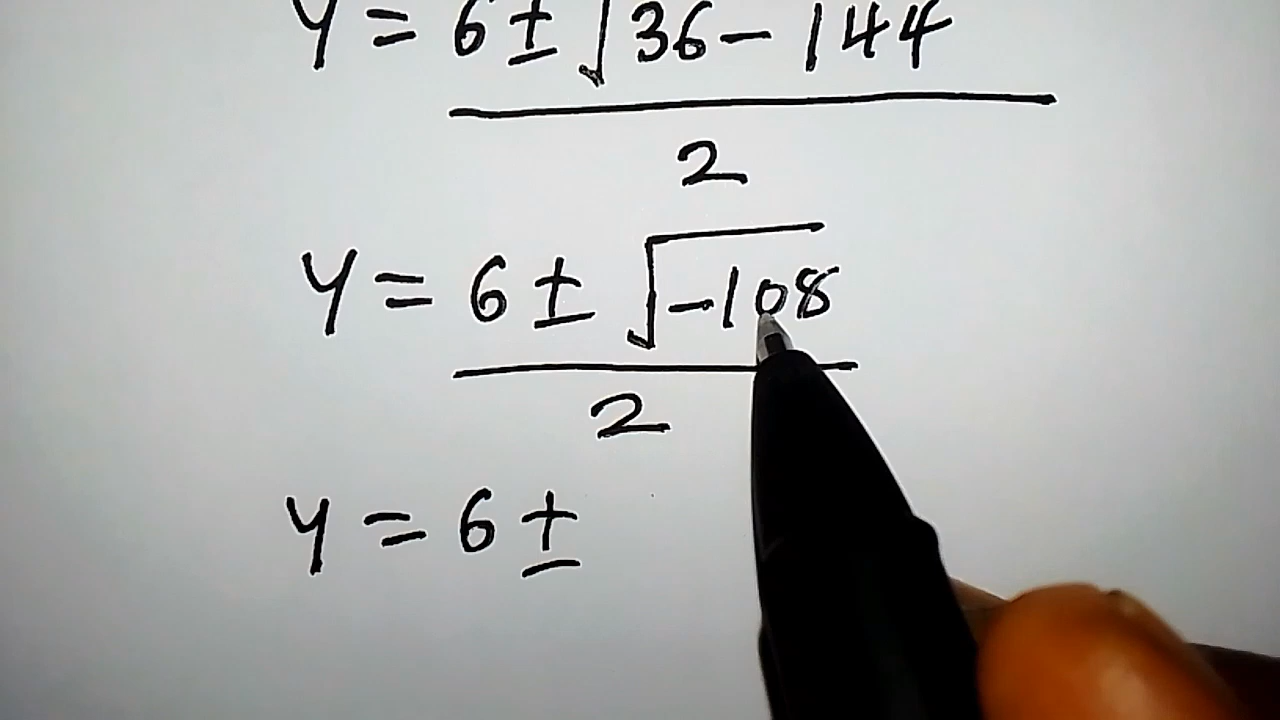 y = 6 ± √36 - 144
2
y = 6 ± √-108
2
y = 6 ±